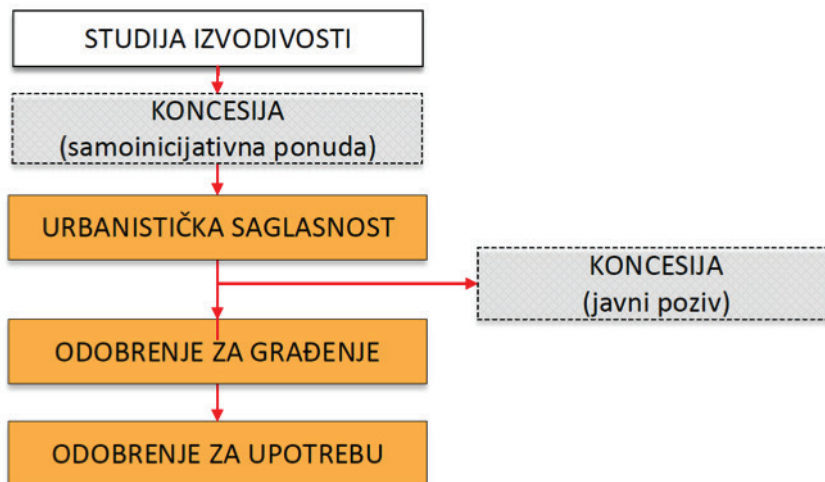 STUDIJA IZVODIVOSTI
KONCESIJA
(samoinicijativna ponuda)
URBANISTIČKA SAGLASNOST
KONCESIJA
(javni poziv)
ODOBRENJE ZA GRAĐENJE
ODOBRENJE ZA UPOTREBU